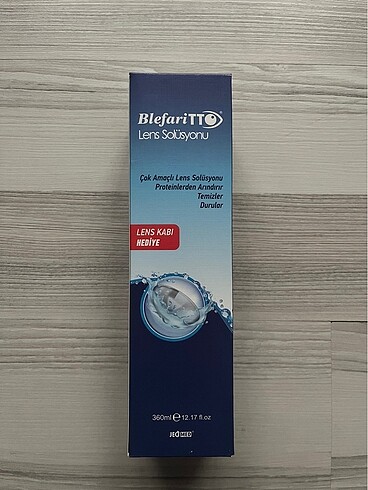 BlefariTTO®
Lens Solüsyonu
Çok Amaçlı Lens Solüsyonu
Proteinlerden Arındırır
Temizler
Durular
LENS KABI
HEDİYE
360ml e 12.17 fl.oz